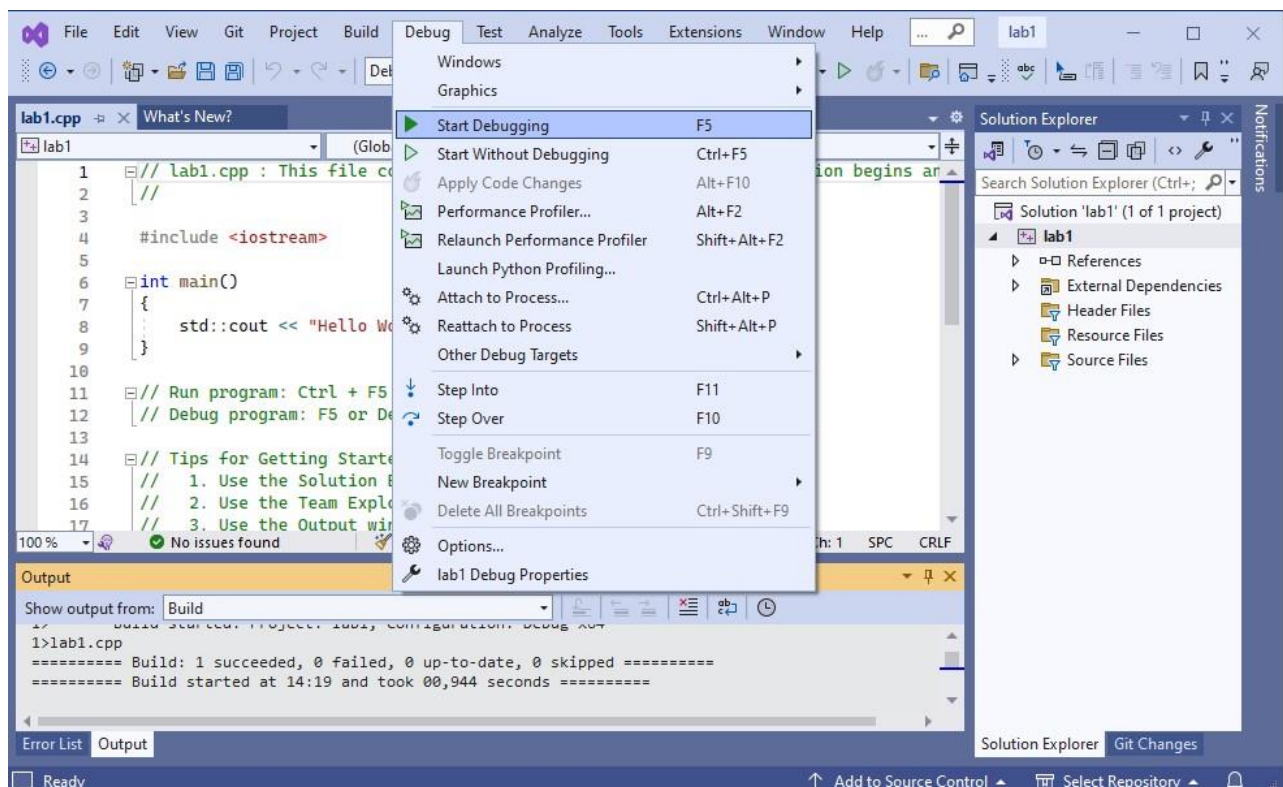 File Edit View Git Project Build Debug Test Analyze Tools Extensions Window Help ... lab1
lab1.cpp What's New?
lab1 (Glob
1 // lab1.cpp : This file co ion begins an
2 //
3
4 #include <iostream>
5
6 int main()
7 {
8 std::cout << "Hello Wo
9 }
10
11 // Run program: Ctrl + F5
12 // Debug program: F5 or De
13
14 // Tips for Getting Starte
15 // 1. Use the Solution E
16 // 2. Use the Team Explo
17 // 3. Use the Output win
100 % No issues found h: 1 SPC CRLF
Windows
Graphics
Start Debugging F5
Start Without Debugging Ctrl+F5
Apply Code Changes Alt+F10
Performance Profiler... Alt+F2
Relaunch Performance Profiler Shift+Alt+F2
Launch Python Profiling...
Attach to Process... Ctrl+Alt+P
Reattach to Process Shift+Alt+P
Other Debug Targets
Step Into F11
Step Over F10
Toggle Breakpoint F9
New Breakpoint
Delete All Breakpoints Ctrl+Shift+F9
Options...
lab1 Debug Properties
Output
Show output from: Build
1>lab1.cpp
========== Build: 1 succeeded, 0 failed, 0 up-to-date, 0 skipped ==========
========== Build started at 14:19 and took 00,944 seconds ==========
Error List Output
Solution Explorer
Search Solution Explorer (Ctrl+;
Solution 'lab1' (1 of 1 project)
lab1
References
External Dependencies
Header Files
Resource Files
Source Files
Solution Explorer Git Changes
Notifications
Ready Add to Source Control Select Repository